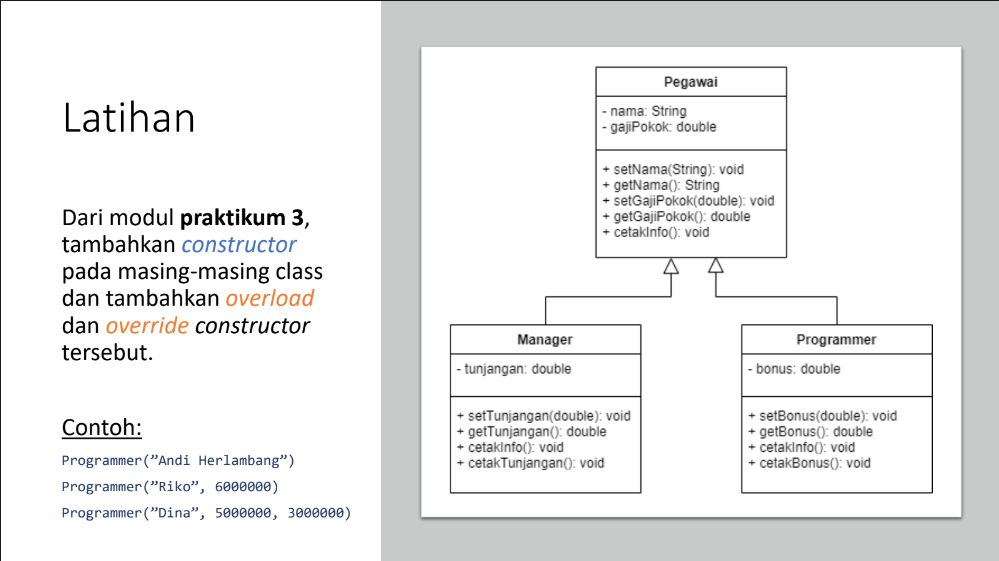 Latihan
Dari modul praktikum 3,
tambahkan constructor
pada masing-masing class
dan tambahkan overload
dan override constructor
tersebut.
Contoh:
Programmer(”Andi Herlambang”)
Programmer(”Riko”, 6000000)
Programmer(”Dina”, 5000000, 3000000)
Pegawai
- nama: String
- gajiPokok: double
+ setNama(String): void
+ getNama(): String
+ setGajiPokok(double): void
+ getGajiPokok(): double
+ cetakInfo(): void
Manager
- tunjangan: double
+ setTunjangan(double): void
+ getTunjangan(): double
+ cetakInfo(): void
+ cetakTunjangan(): void
Programmer
- bonus: double
+ setBonus(double): void
+ getBonus(): double
+ cetakInfo(): void
+ cetakBonus(): void